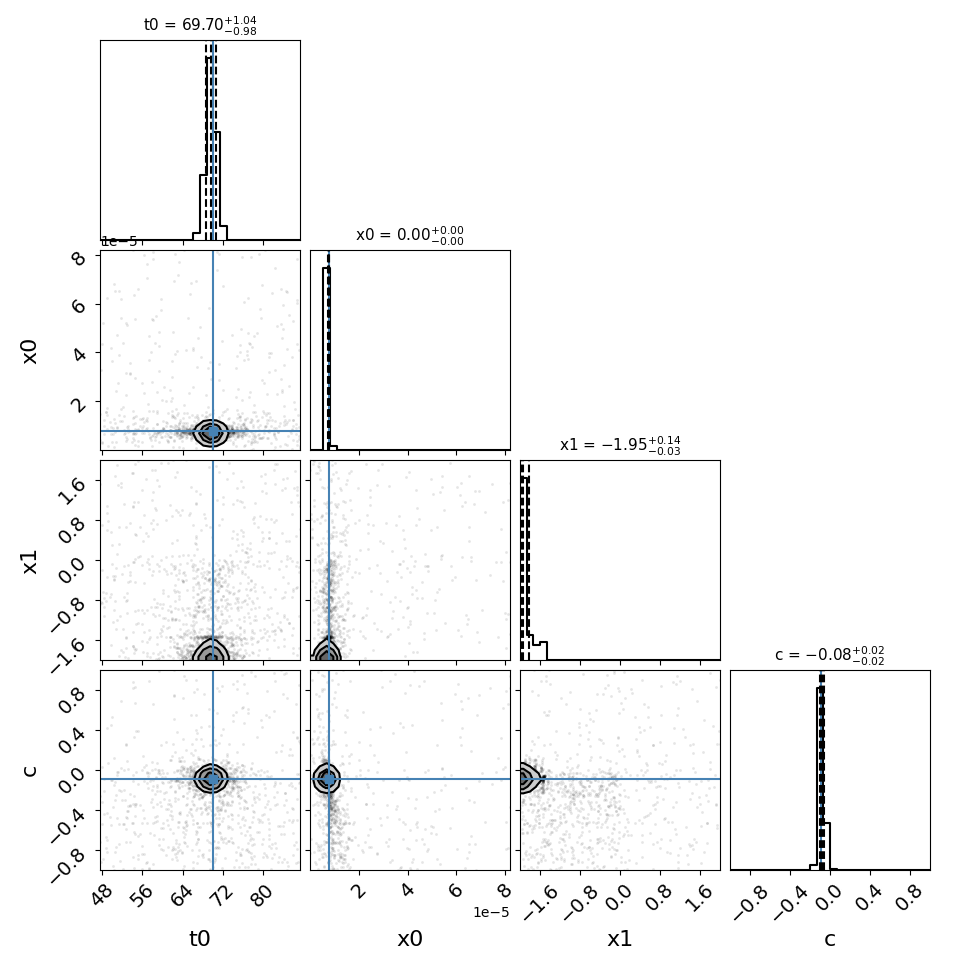 t0 = 69.70+1.04 −0.98
1e−5
8
6
4
2
x0
x0 = 0.00+0.00 −0.00
1.6
0.8
0.0
−0.8
−1.6
x1
x1 = −1.95+0.14 −0.03
0.8
0.4
0.0
−0.4
−0.8
c
c = −0.08+0.02 −0.02
48 56 64 72 80
t0
2 4 6 8
1e−5
x0
−1.6 −0.8 0.0 0.8 1.6
x1
−0.8 −0.4 0.0 0.4 0.8
c